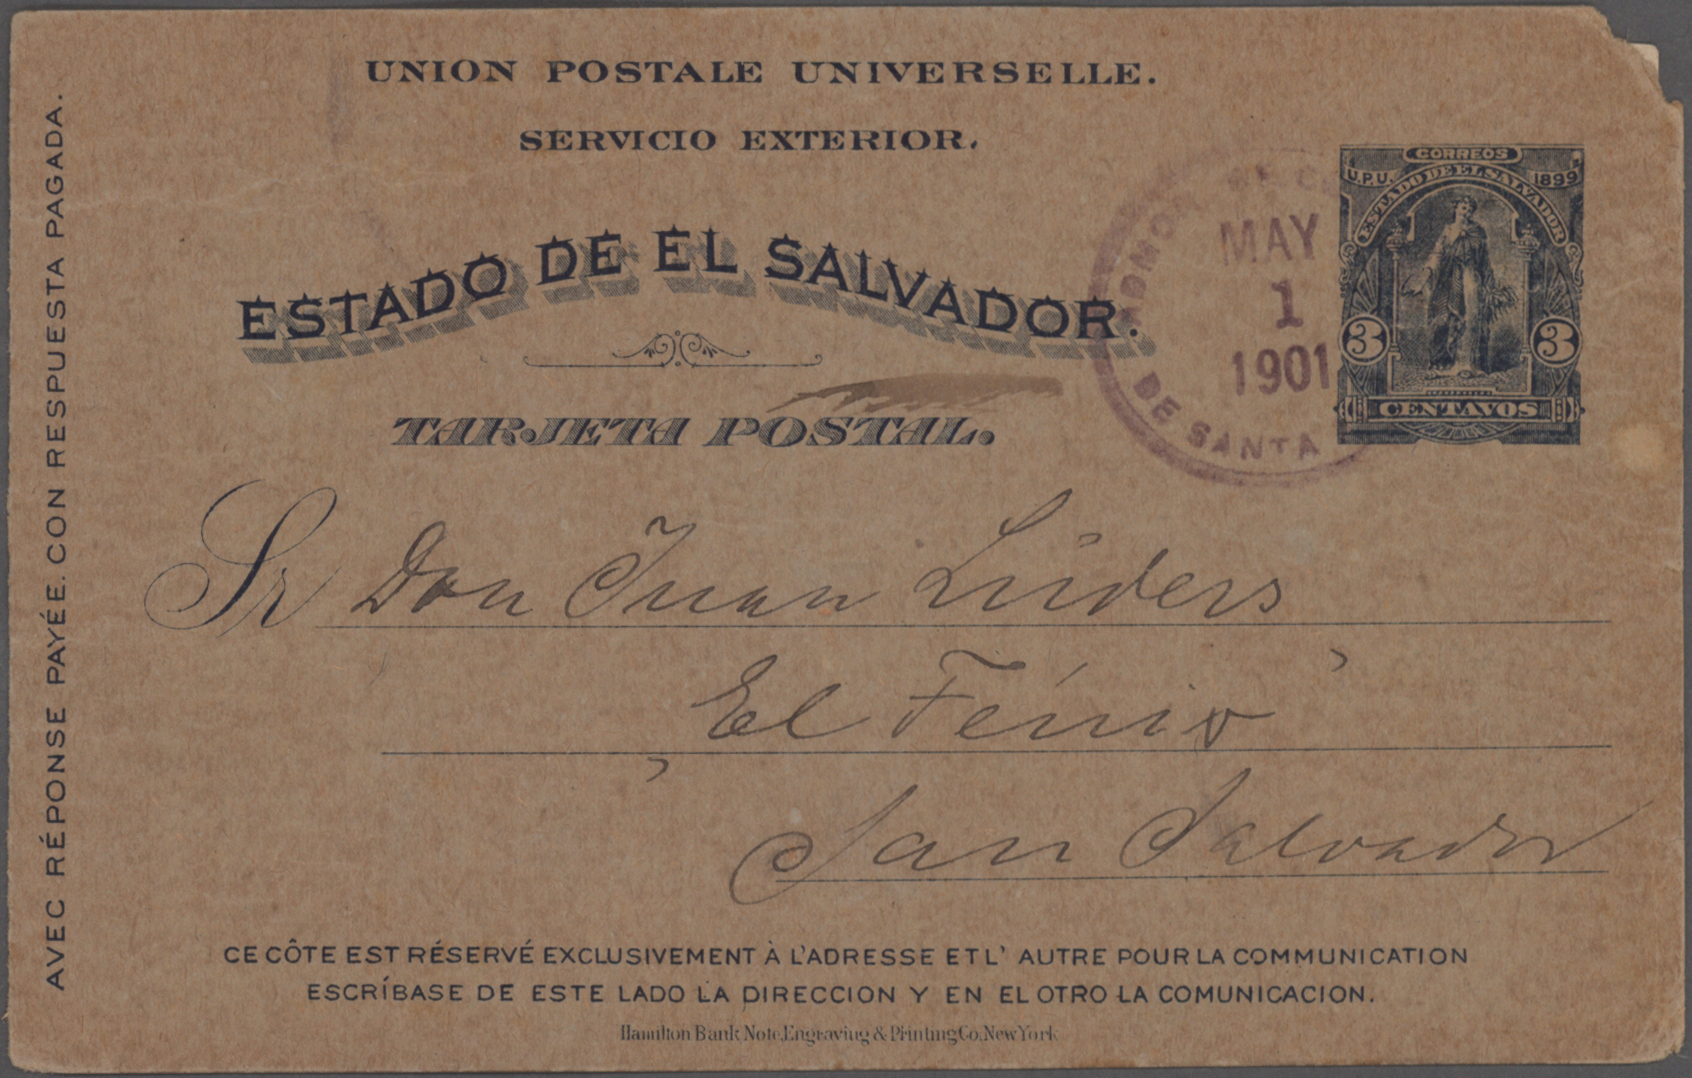 UNION POSTALE UNIVERSELLE.
SERVICIO EXTERIOR.
ESTADO DE EL SALVADOR.
TARJETA POSTAL.
CORREOS
U.P.U. 1899
ESTADO DE EL SALVADOR
3 3
CENTAVOS
ADMON DE
MAY
1
1901
DE SANTA
Sr Don Juan Lüders
El Fénix
San Salvador
AVEC RÉPONSE PAYÉE. CON RESPUESTA PAGADA.
CE CÔTE EST RÉSERVÉ EXCLUSIVEMENT À L'ADRESSE ET L' AUTRE POUR LA COMMUNICATION
ESCRÍBASE DE ESTE LADO LA DIRECCION Y EN EL OTRO LA COMUNICACION.
Hamilton Bank Note, Engraving & Printing Co. New York